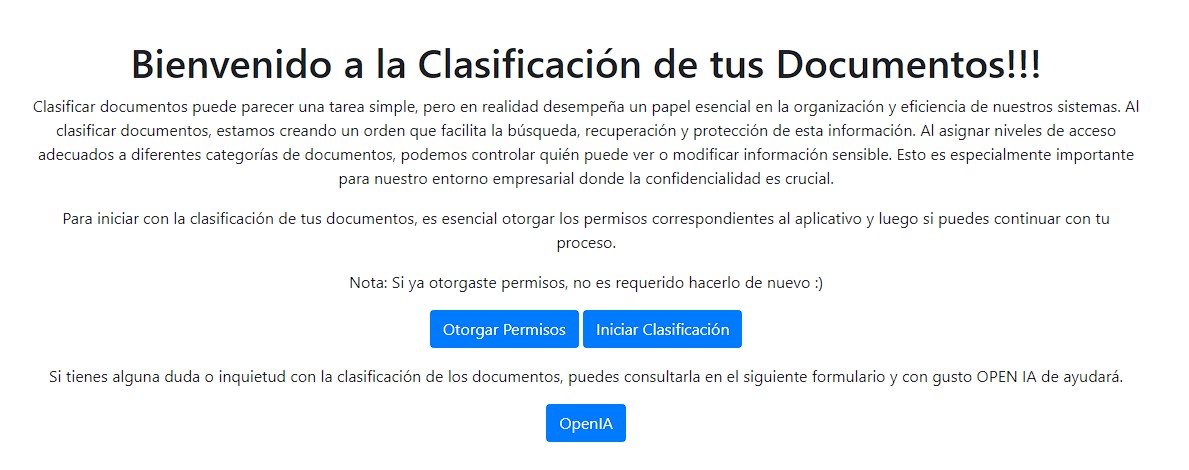 Bienvenido a la Clasificación de tus Documentos!!!
Clasificar documentos puede parecer una tarea simple, pero en realidad desempeña un papel esencial en la organización y eficiencia de nuestros sistemas. Al
clasificar documentos, estamos creando un orden que facilita la búsqueda, recuperación y protección de esta información. Al asignar niveles de acceso
adecuados a diferentes categorías de documentos, podemos controlar quién puede ver o modificar información sensible. Esto es especialmente importante
para nuestro entorno empresarial donde la confidencialidad es crucial.
Para iniciar con la clasificación de tus documentos, es esencial otorgar los permisos correspondientes al aplicativo y luego si puedes continuar con tu
proceso.
Nota: Si ya otorgaste permisos, no es requerido hacerlo de nuevo :)
Otorgar Permisos Iniciar Clasificación
Si tienes alguna duda o inquietud con la clasificación de los documentos, puedes consultarla en el siguiente formulario y con gusto OPEN IA de ayudará.
OpenIA